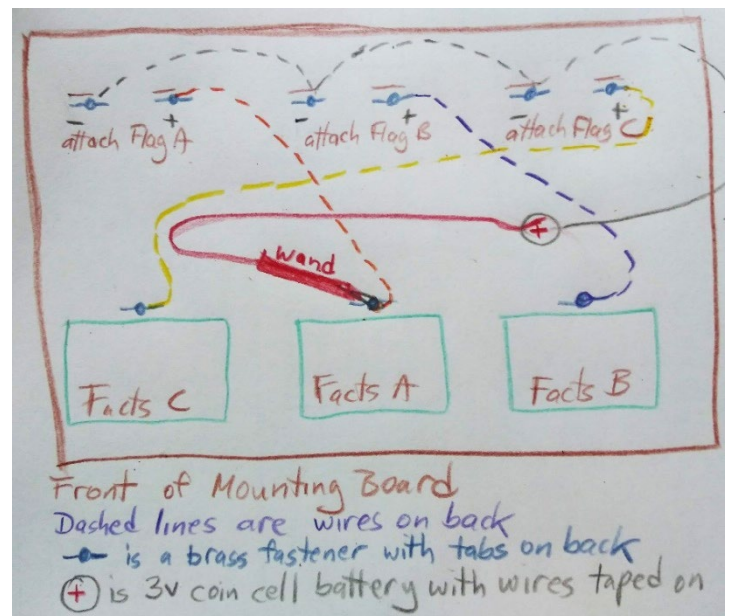 - + - + - +
attach Flag A attach Flag B attach Flag C
+
wand
Facts C Facts A Facts B
Front of Mounting Board
Dashed lines are wires on back
is a brass fastener with tabs on back
+ is 3v coin cell battery with wires taped on